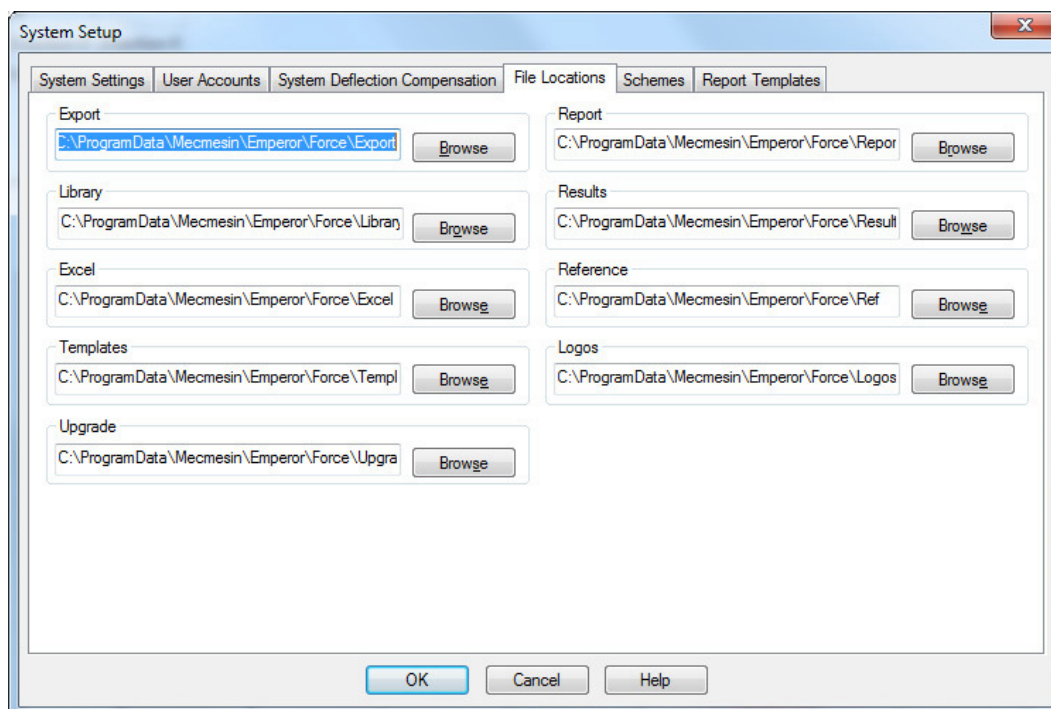 System Setup
System Settings
User Accounts
System Deflection Compensation
File Locations
Schemes
Report Templates
Export
C:\ProgramData\Mecmesin\Emperor\Force\Export
Browse
Report
C:\ProgramData\Mecmesin\Emperor\Force\Repor
Browse
Library
C:\ProgramData\Mecmesin\Emperor\Force\Library
Browse
Results
C:\ProgramData\Mecmesin\Emperor\Force\Result
Browse
Excel
C:\ProgramData\Mecmesin\Emperor\Force\Excel
Browse
Reference
C:\ProgramData\Mecmesin\Emperor\Force\Ref
Browse
Templates
C:\ProgramData\Mecmesin\Emperor\Force\Templ
Browse
Logos
C:\ProgramData\Mecmesin\Emperor\Force\Logos
Browse
Upgrade
C:\ProgramData\Mecmesin\Emperor\Force\Upgra
Browse
OK
Cancel
Help